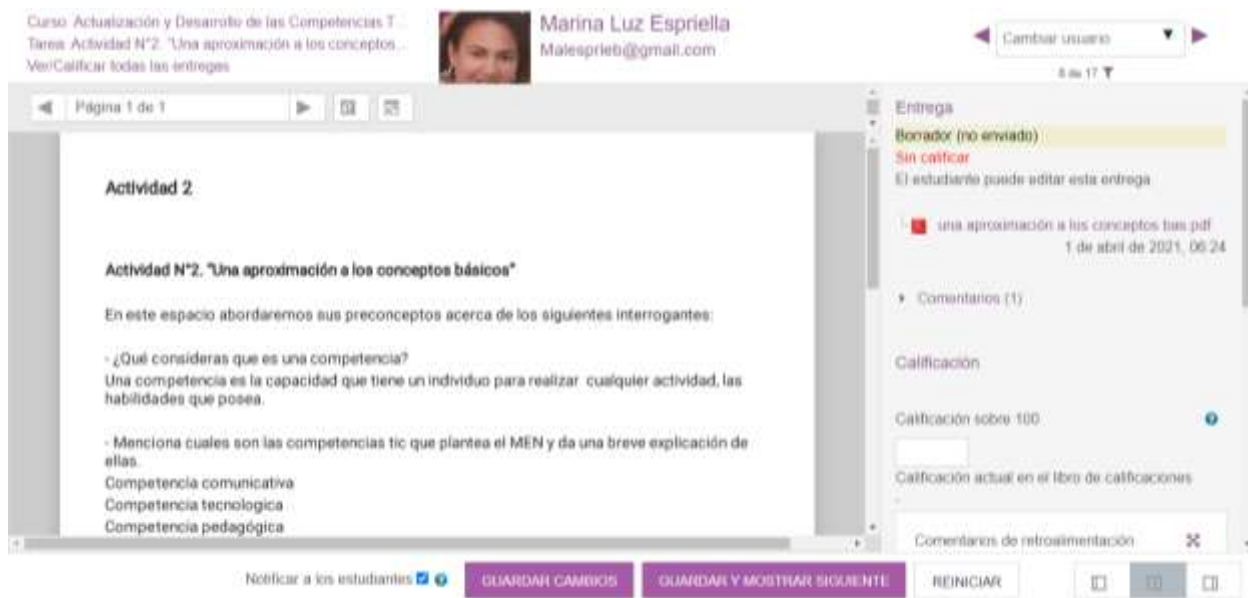 Curso: Actualización y Desarrollo de las Competencias T...
Tarea: Actividad N°2. "Una aproximación a los conceptos...
Ver/Calificar todas las entregas
Marina Luz Espriella
Malesprieb@gmail.com
Cambiar usuario
8 de 17
Página 1 de 1
Actividad 2
Actividad N°2. "Una aproximación a los conceptos básicos"
En este espacio abordaremos sus preconceptos acerca de los siguientes interrogantes:
- ¿Qué consideras que es una competencia?
Una competencia es la capacidad que tiene un individuo para realizar cualquier actividad, las
habilidades que posea.
- Menciona cuales son las competencias tic que plantea el MEN y da una breve explicación de
ellas.
Competencia comunicativa
Competencia tecnologica
Competencia pedagógica
Entrega
Borrador (no enviado)
Sin calificar
El estudiante puede editar esta entrega
una aproximación a los conceptos bas.pdf
1 de abril de 2021, 06:24
Comentarios (1)
Calificación
Calificación sobre 100
Calificación actual en el libro de calificaciones
-
Comentarios de retroalimentación
Notificar a los estudiantes
GUARDAR CAMBIOS
GUARDAR Y MOSTRAR SIGUIENTE
REINICIAR